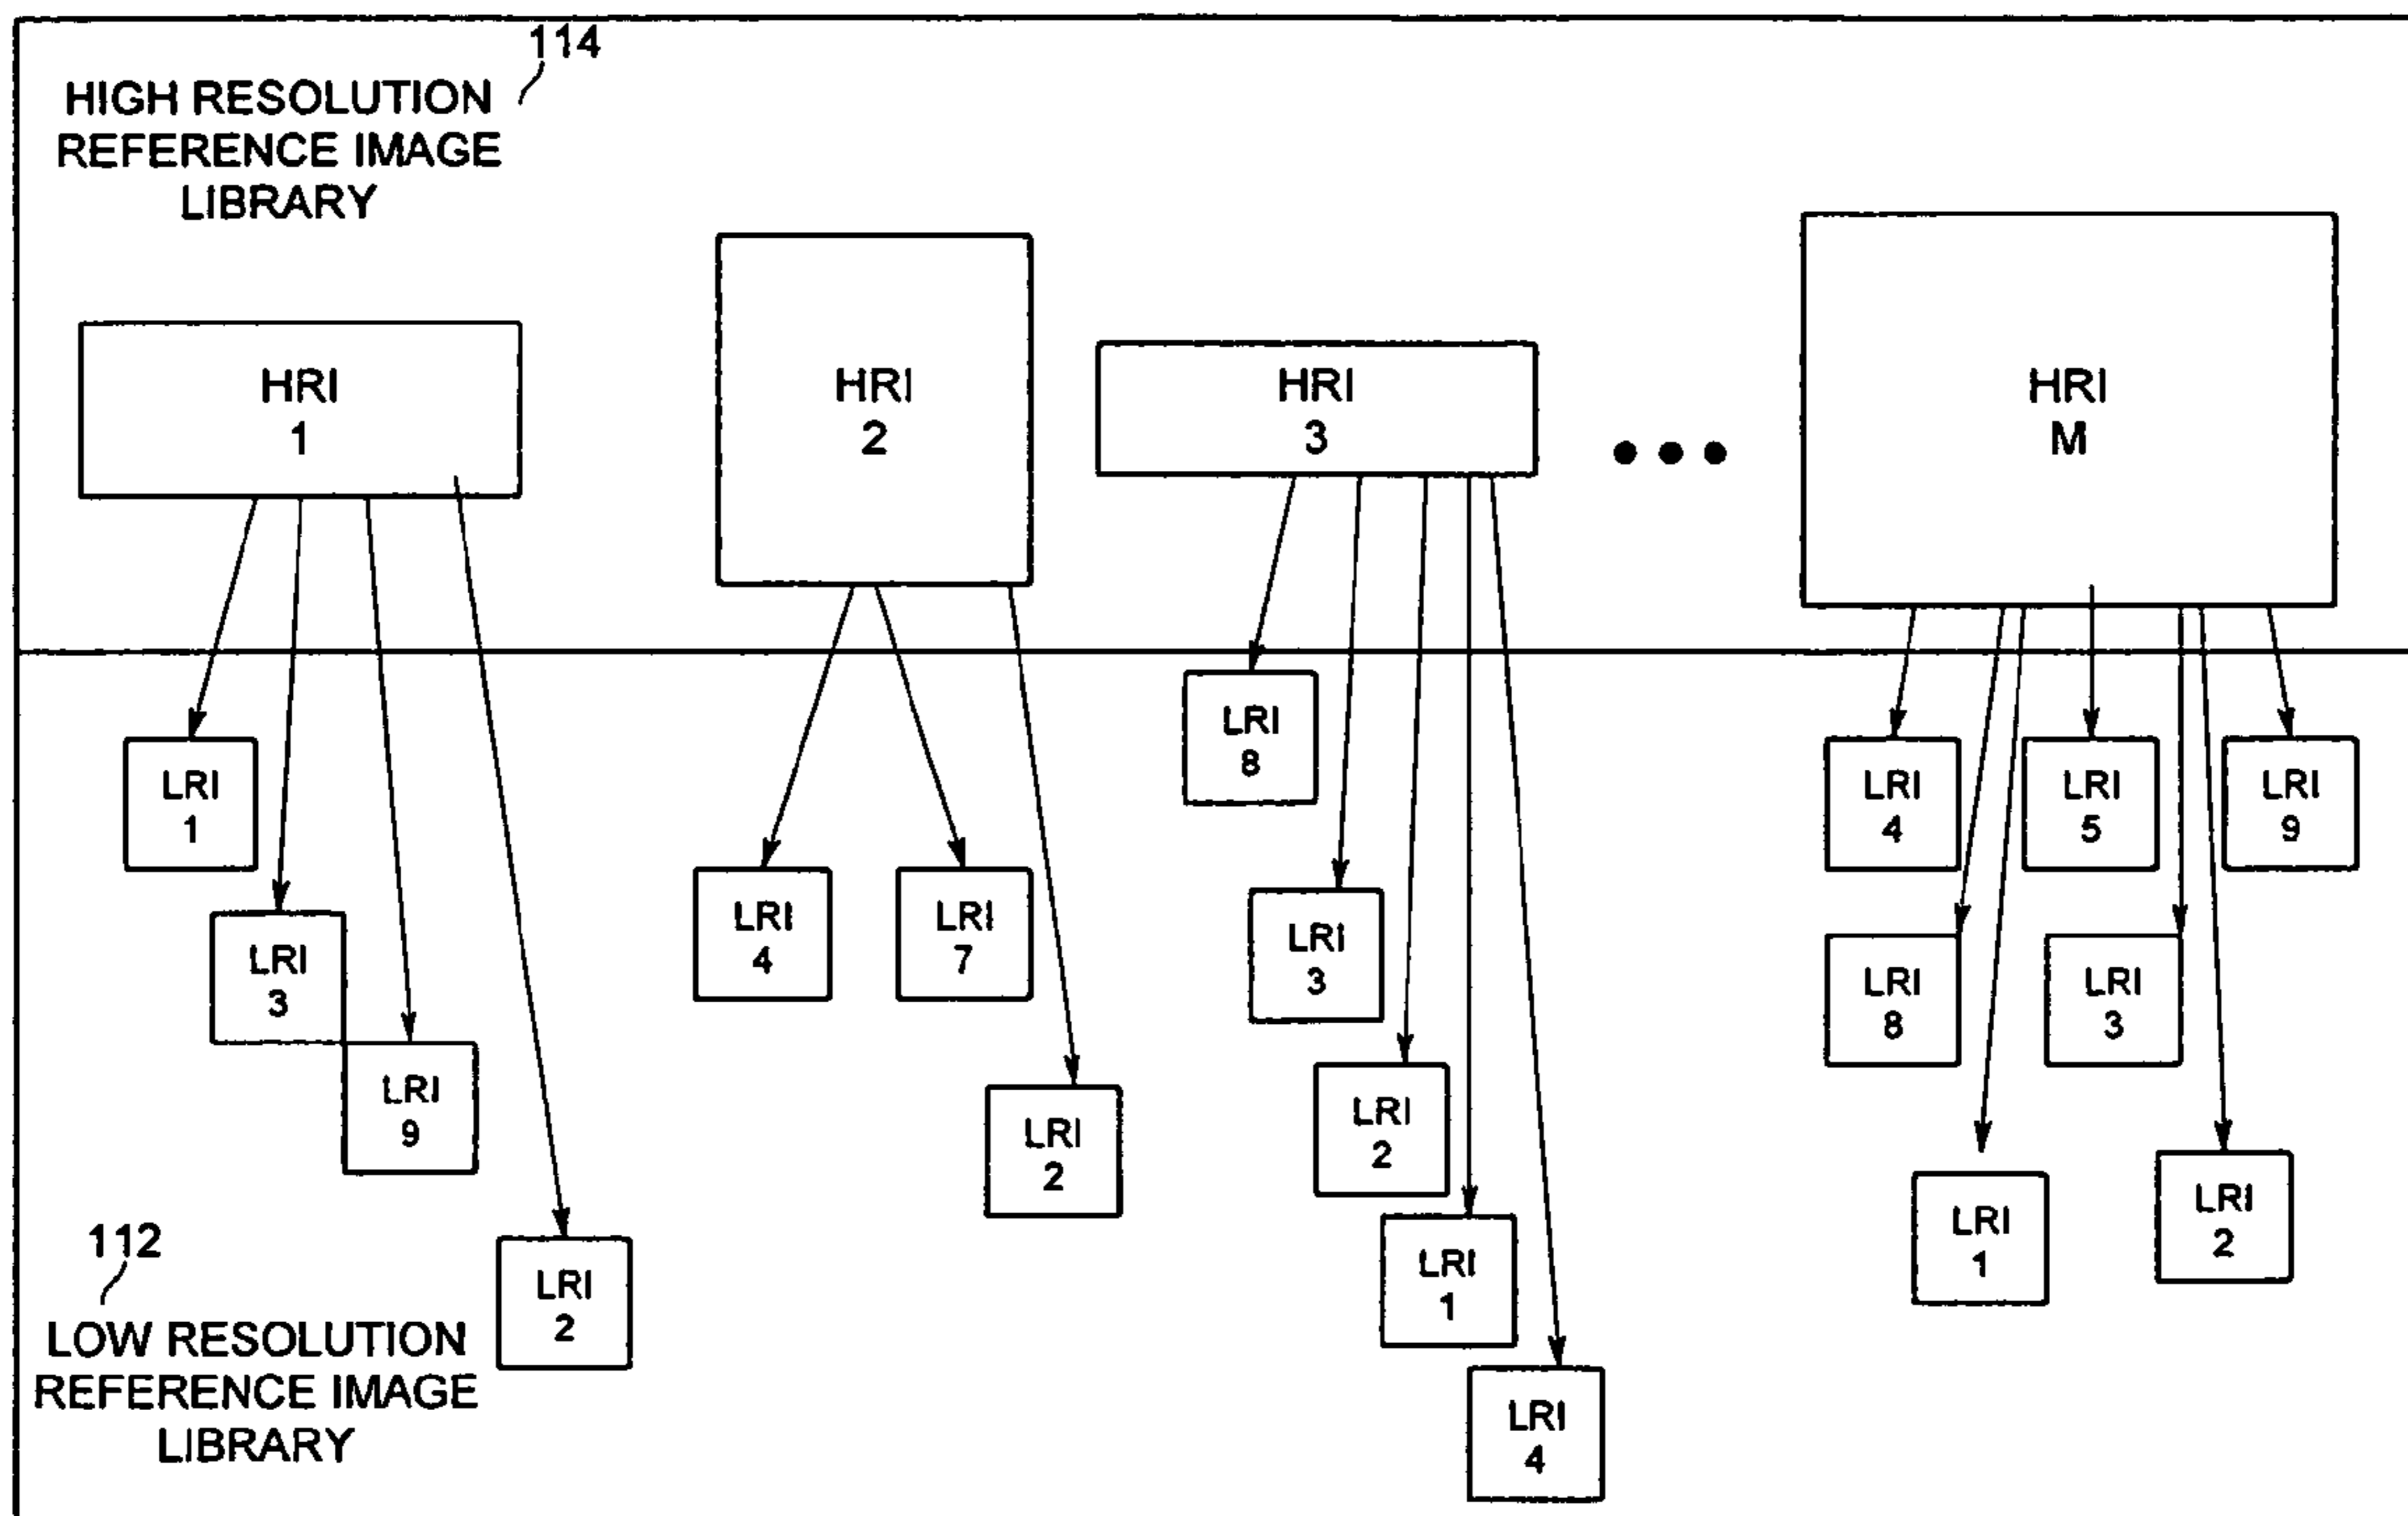 114
HIGH RESOLUTION
REFERENCE IMAGE
LIBRARY
HRI
1
HRI
2
HRI
3
HRI
M
LRI
1
LRI
3
LRI
9
LRI
2
LRI
4
LRI
7
LRI
2
LRI
8
LRI
3
LRI
2
LRI
1
LRI
4
LRI
4
LRI
5
LRI
9
LRI
8
LRI
3
LRI
1
LRI
2
112
LOW RESOLUTION
REFERENCE IMAGE
LIBRARY